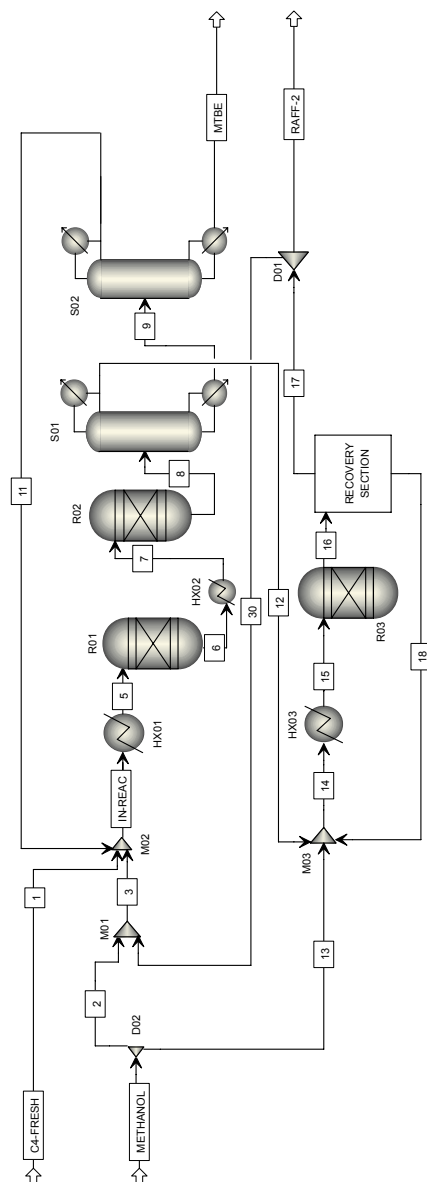 C4-FRESH
1
METHANOL
D02
2
M01
3
M02
IN-REAC
HX01
5
R01
6
HX02
7
R02
8
S01
9
S02
11
MTBE
30
12
13
M03
14
HX03
15
R03
16
RECOVERY
SECTION
17
18
D01
RAFF-2